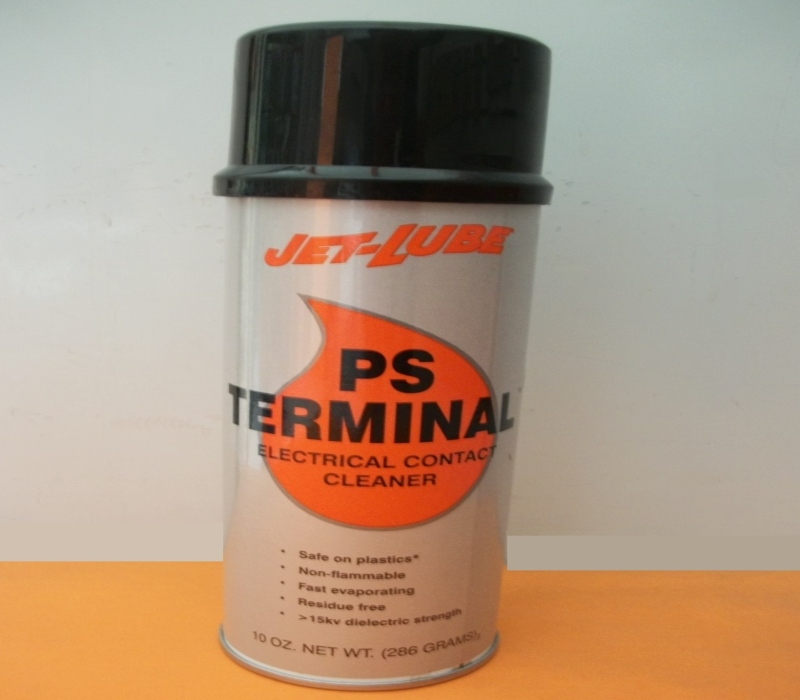 JET-LUBE
PS
TERMINAL
ELECTRICAL CONTACT
CLEANER
• Safe on plastics*
• Non-flammable
• Fast evaporating
• Residue free
• >15kv dielectric strength
10 OZ. NET WT. (286 GRAMS)